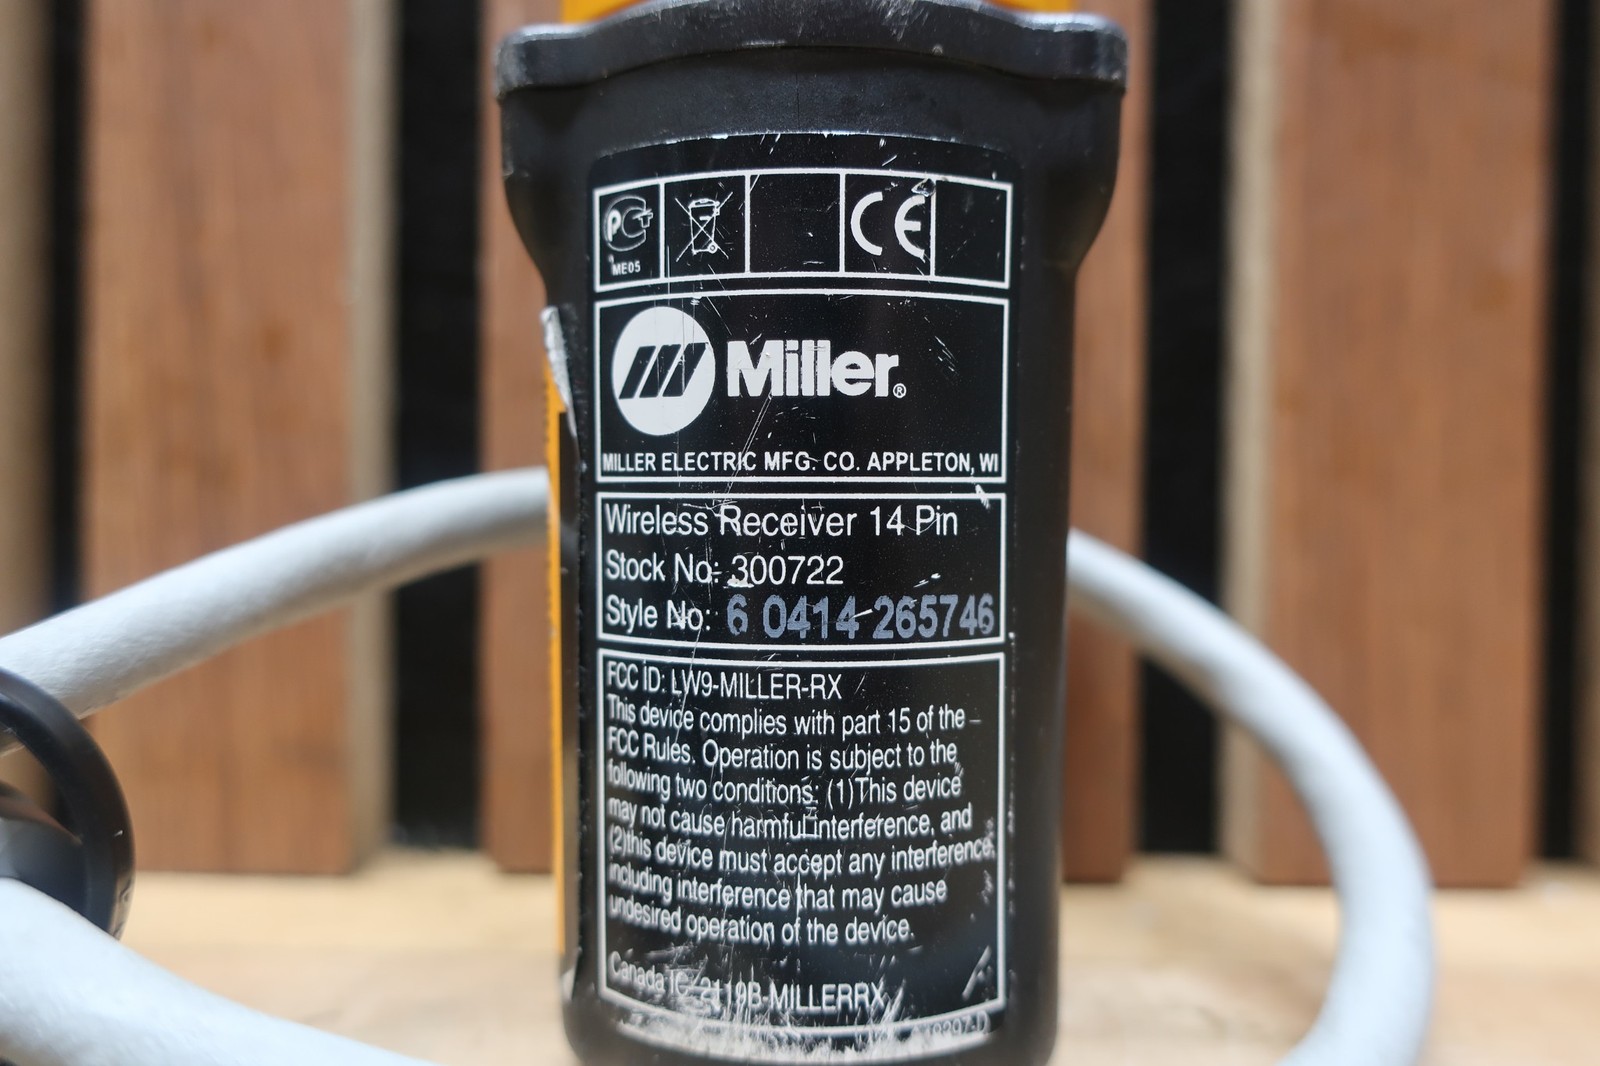 PCT
ME05
CE
Miller®
MILLER ELECTRIC MFG. CO. APPLETON, WI
Wireless Receiver 14 Pin
Stock No: 300722
Style No: 6 0414 265746
FCC ID: LW9-MILLER-RX
This device complies with part 15 of the
FCC Rules. Operation is subject to the
following two conditions: (1)This device
may not cause harmful interference, and
(2)this device must accept any interference,
including interference that may cause
undesired operation of the device.
Canada IC: 2119B-MILLERRX